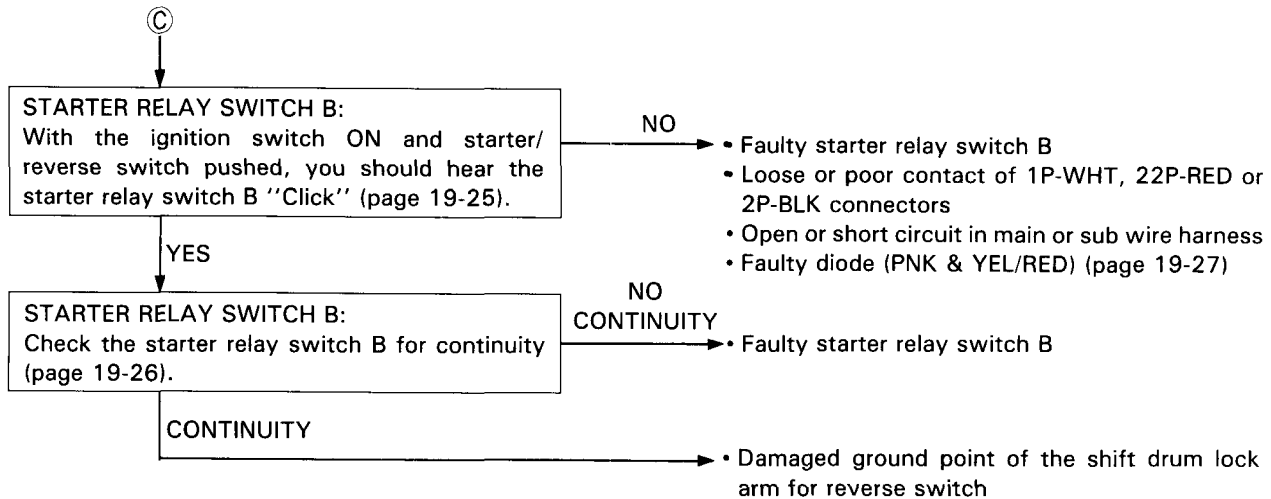 C
STARTER RELAY SWITCH B:
With the ignition switch ON and starter/
reverse switch pushed, you should hear the
starter relay switch B "Click" (page 19-25).
NO
• Faulty starter relay switch B
• Loose or poor contact of 1P-WHT, 22P-RED or
2P-BLK connectors
• Open or short circuit in main or sub wire harness
• Faulty diode (PNK & YEL/RED) (page 19-27)
YES
STARTER RELAY SWITCH B:
Check the starter relay switch B for continuity
(page 19-26).
NO
CONTINUITY
• Faulty starter relay switch B
CONTINUITY
• Damaged ground point of the shift drum lock
arm for reverse switch